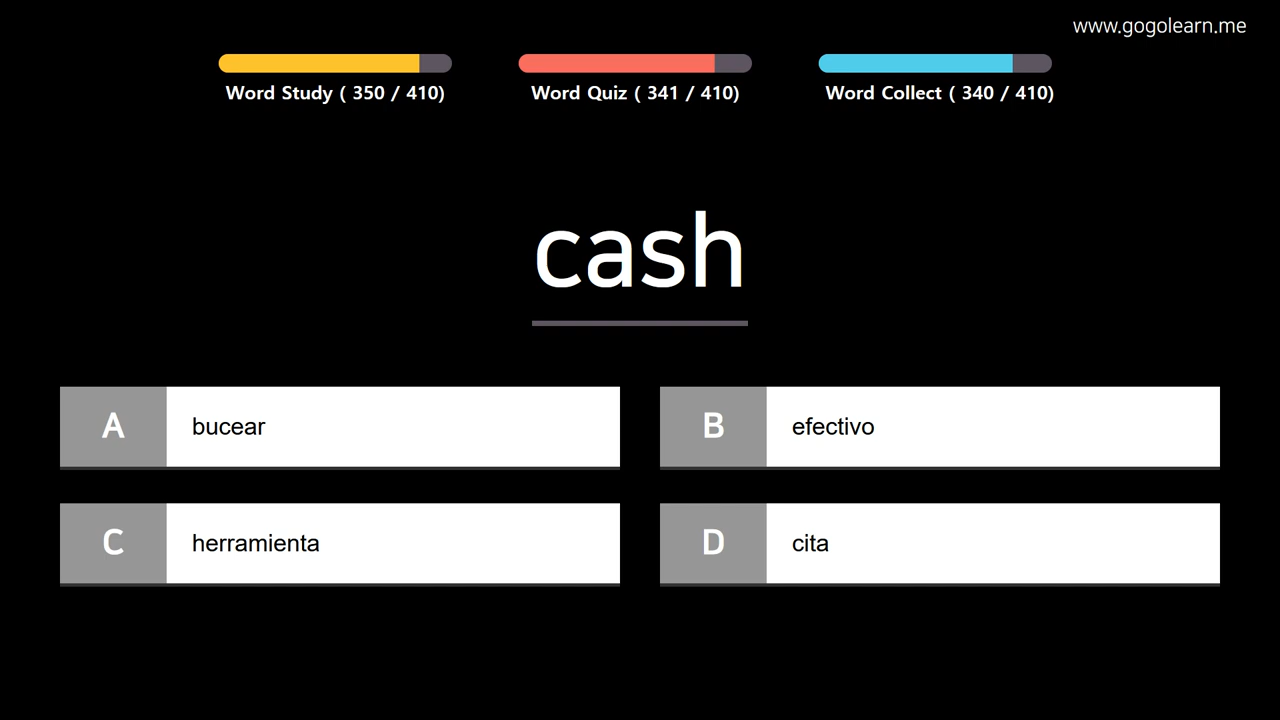 www.gogolearn.me
Word Study ( 350 / 410)
Word Quiz ( 341 / 410)
Word Collect ( 340 / 410)
cash
A bucear
B efectivo
C herramienta
D cita